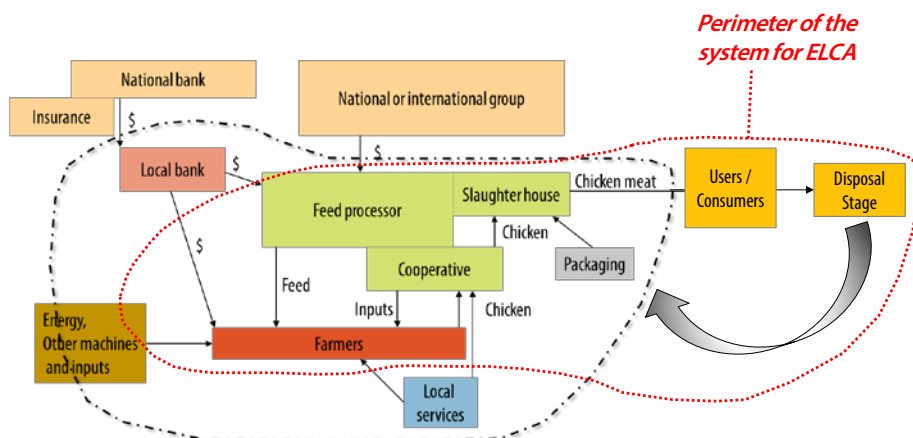 Perimeter of the
system for ELCA
National bank
Insurance
$
National or international group
$
Local bank
$
Feed processor
Slaughter house
Chicken meat
Users /
Consumers
Disposal
Stage
$
Chicken
Packaging
Cooperative
Feed
Inputs
Chicken
Energy,
Other machines
and inputs
Farmers
Local
services